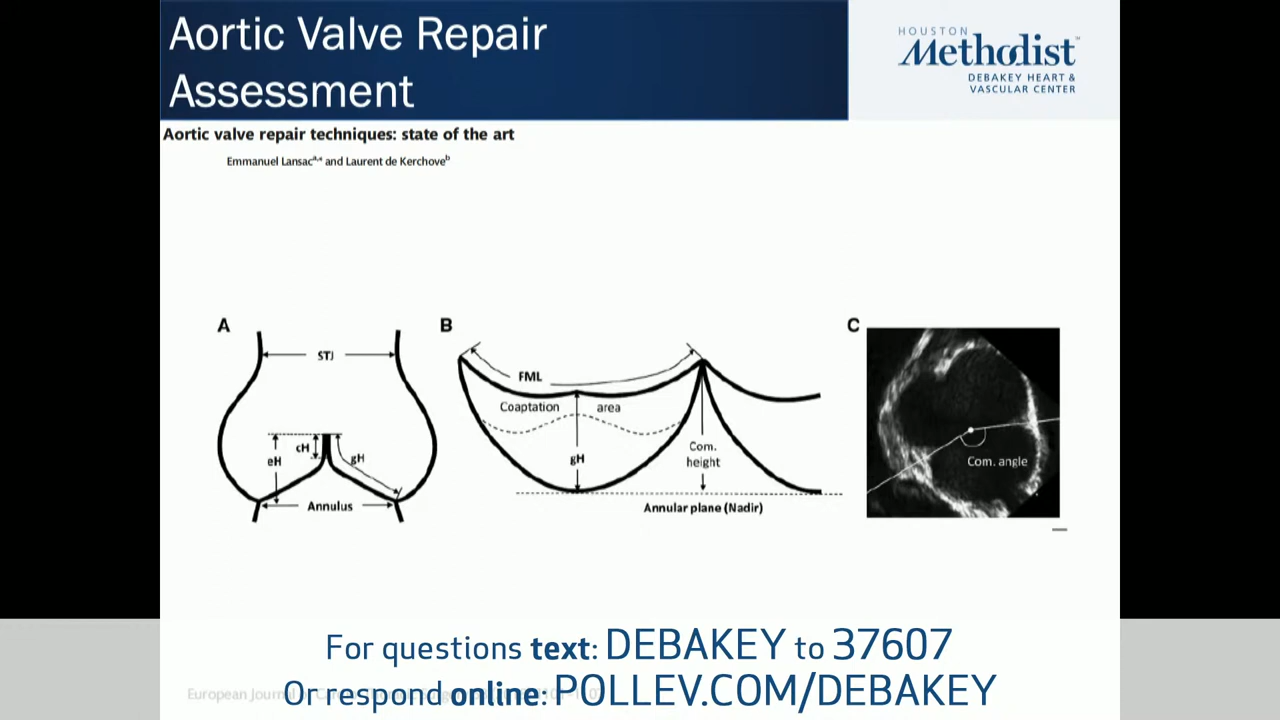 Aortic Valve Repair
Assessment
HOUSTON
Methodist
DEBAKEY HEART &
VASCULAR CENTER
Aortic valve repair techniques: state of the art
Emmanuel Lansac a,* and Laurent de Kerchove b
A
STJ
cH
eH
gH
Annulus
B
FML
Coaptation area
gH
Com.
height
Annular plane (Nadir)
C
Com. angle
For questions text: DEBAKEY to 37607
European Journal
Or respond online: POLLEV.COM/DEBAKEY